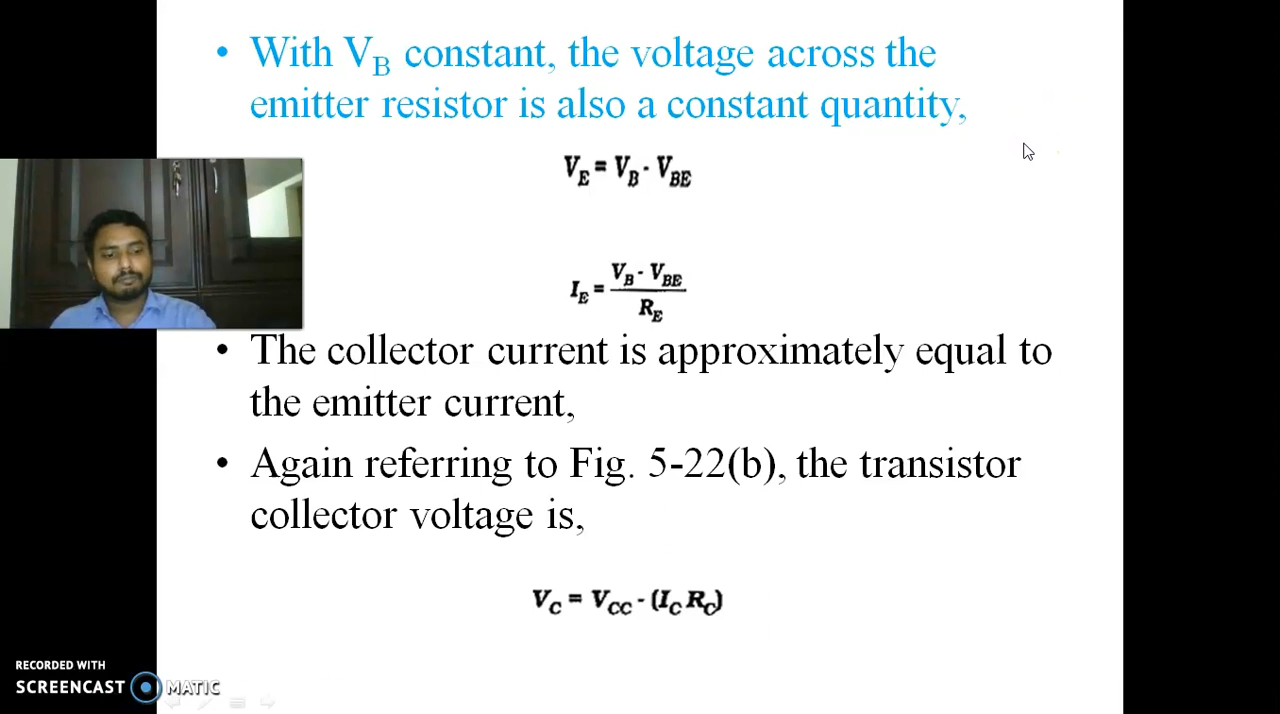 • With V_B constant, the voltage across the
emitter resistor is also a constant quantity,
V_E = V_B - V_BE
I_E = (V_B - V_BE) / R_E
• The collector current is approximately equal to
the emitter current,
• Again referring to Fig. 5-22(b), the transistor
collector voltage is,
V_C = V_CC - (I_C R_C)
RECORDED WITH
SCREENCAST MATIC